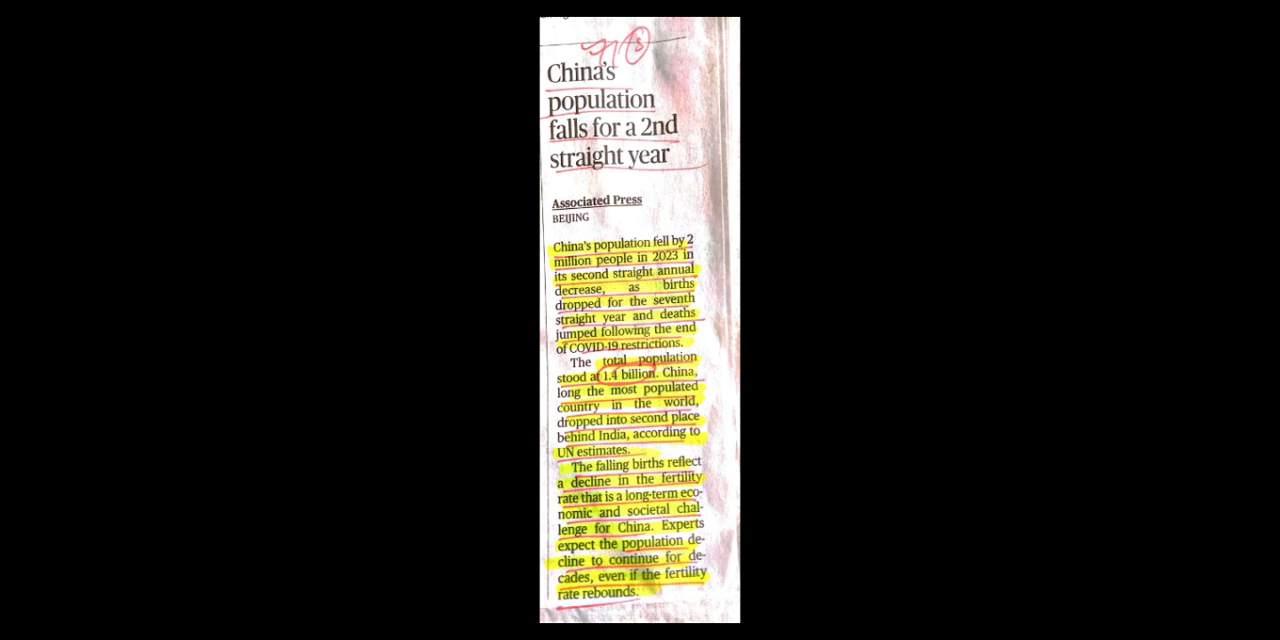 China's
population
falls for a 2nd
straight year
Associated Press
BEIJING
China's population fell by 2
million people in 2023 in
its second straight annual
decrease, as births
dropped for the seventh
straight year and deaths
jumped following the end
of COVID-19 restrictions.
The total population
stood at 1.4 billion. China,
long the most populated
country in the world,
dropped into second place
behind India, according to
UN estimates.
The falling births reflect
a decline in the fertility
rate that is a long-term eco-
nomic and societal chal-
lenge for China. Experts
expect the population de-
cline to continue for de-
cades, even if the fertility
rate rebounds.